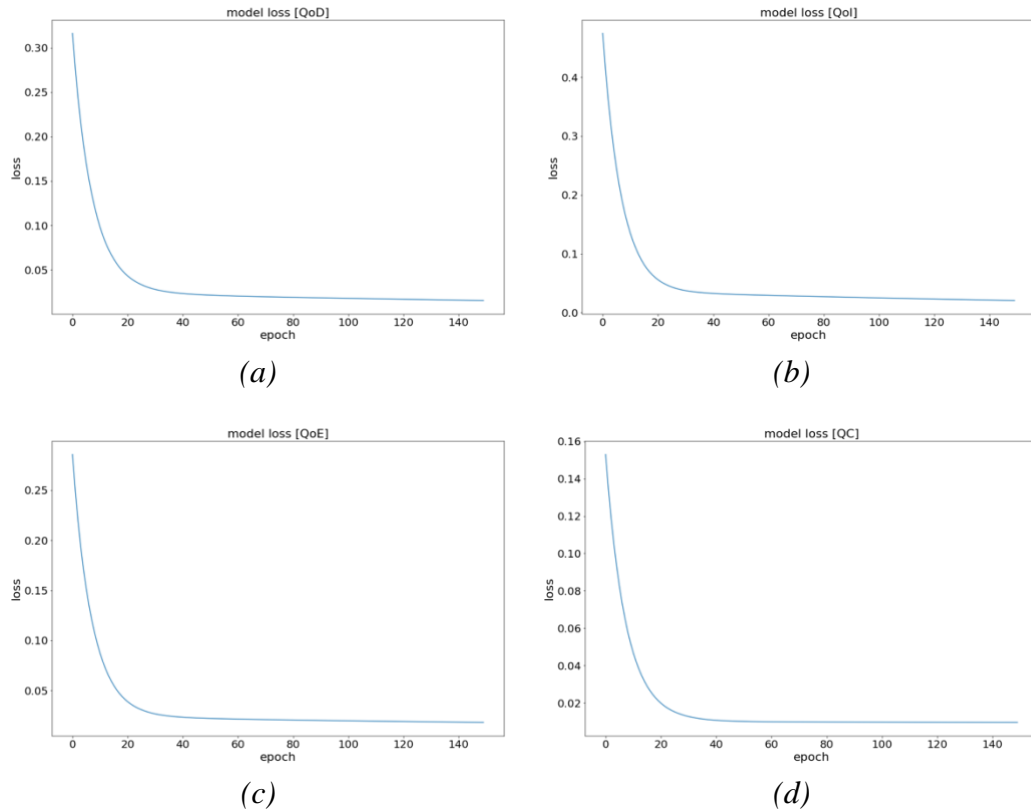 model loss [QoD]
0.30
0.25
0.20
0.15
0.10
0.05
loss
0 20 40 60 80 100 120 140
epoch
(a)
model loss [QoI]
0.4
0.3
0.2
0.1
0.0
loss
0 20 40 60 80 100 120 140
epoch
(b)
model loss [QoE]
0.25
0.20
0.15
0.10
0.05
loss
0 20 40 60 80 100 120 140
epoch
(c)
model loss [QC]
0.16
0.14
0.12
0.10
0.08
0.06
0.04
0.02
loss
0 20 40 60 80 100 120 140
epoch
(d)